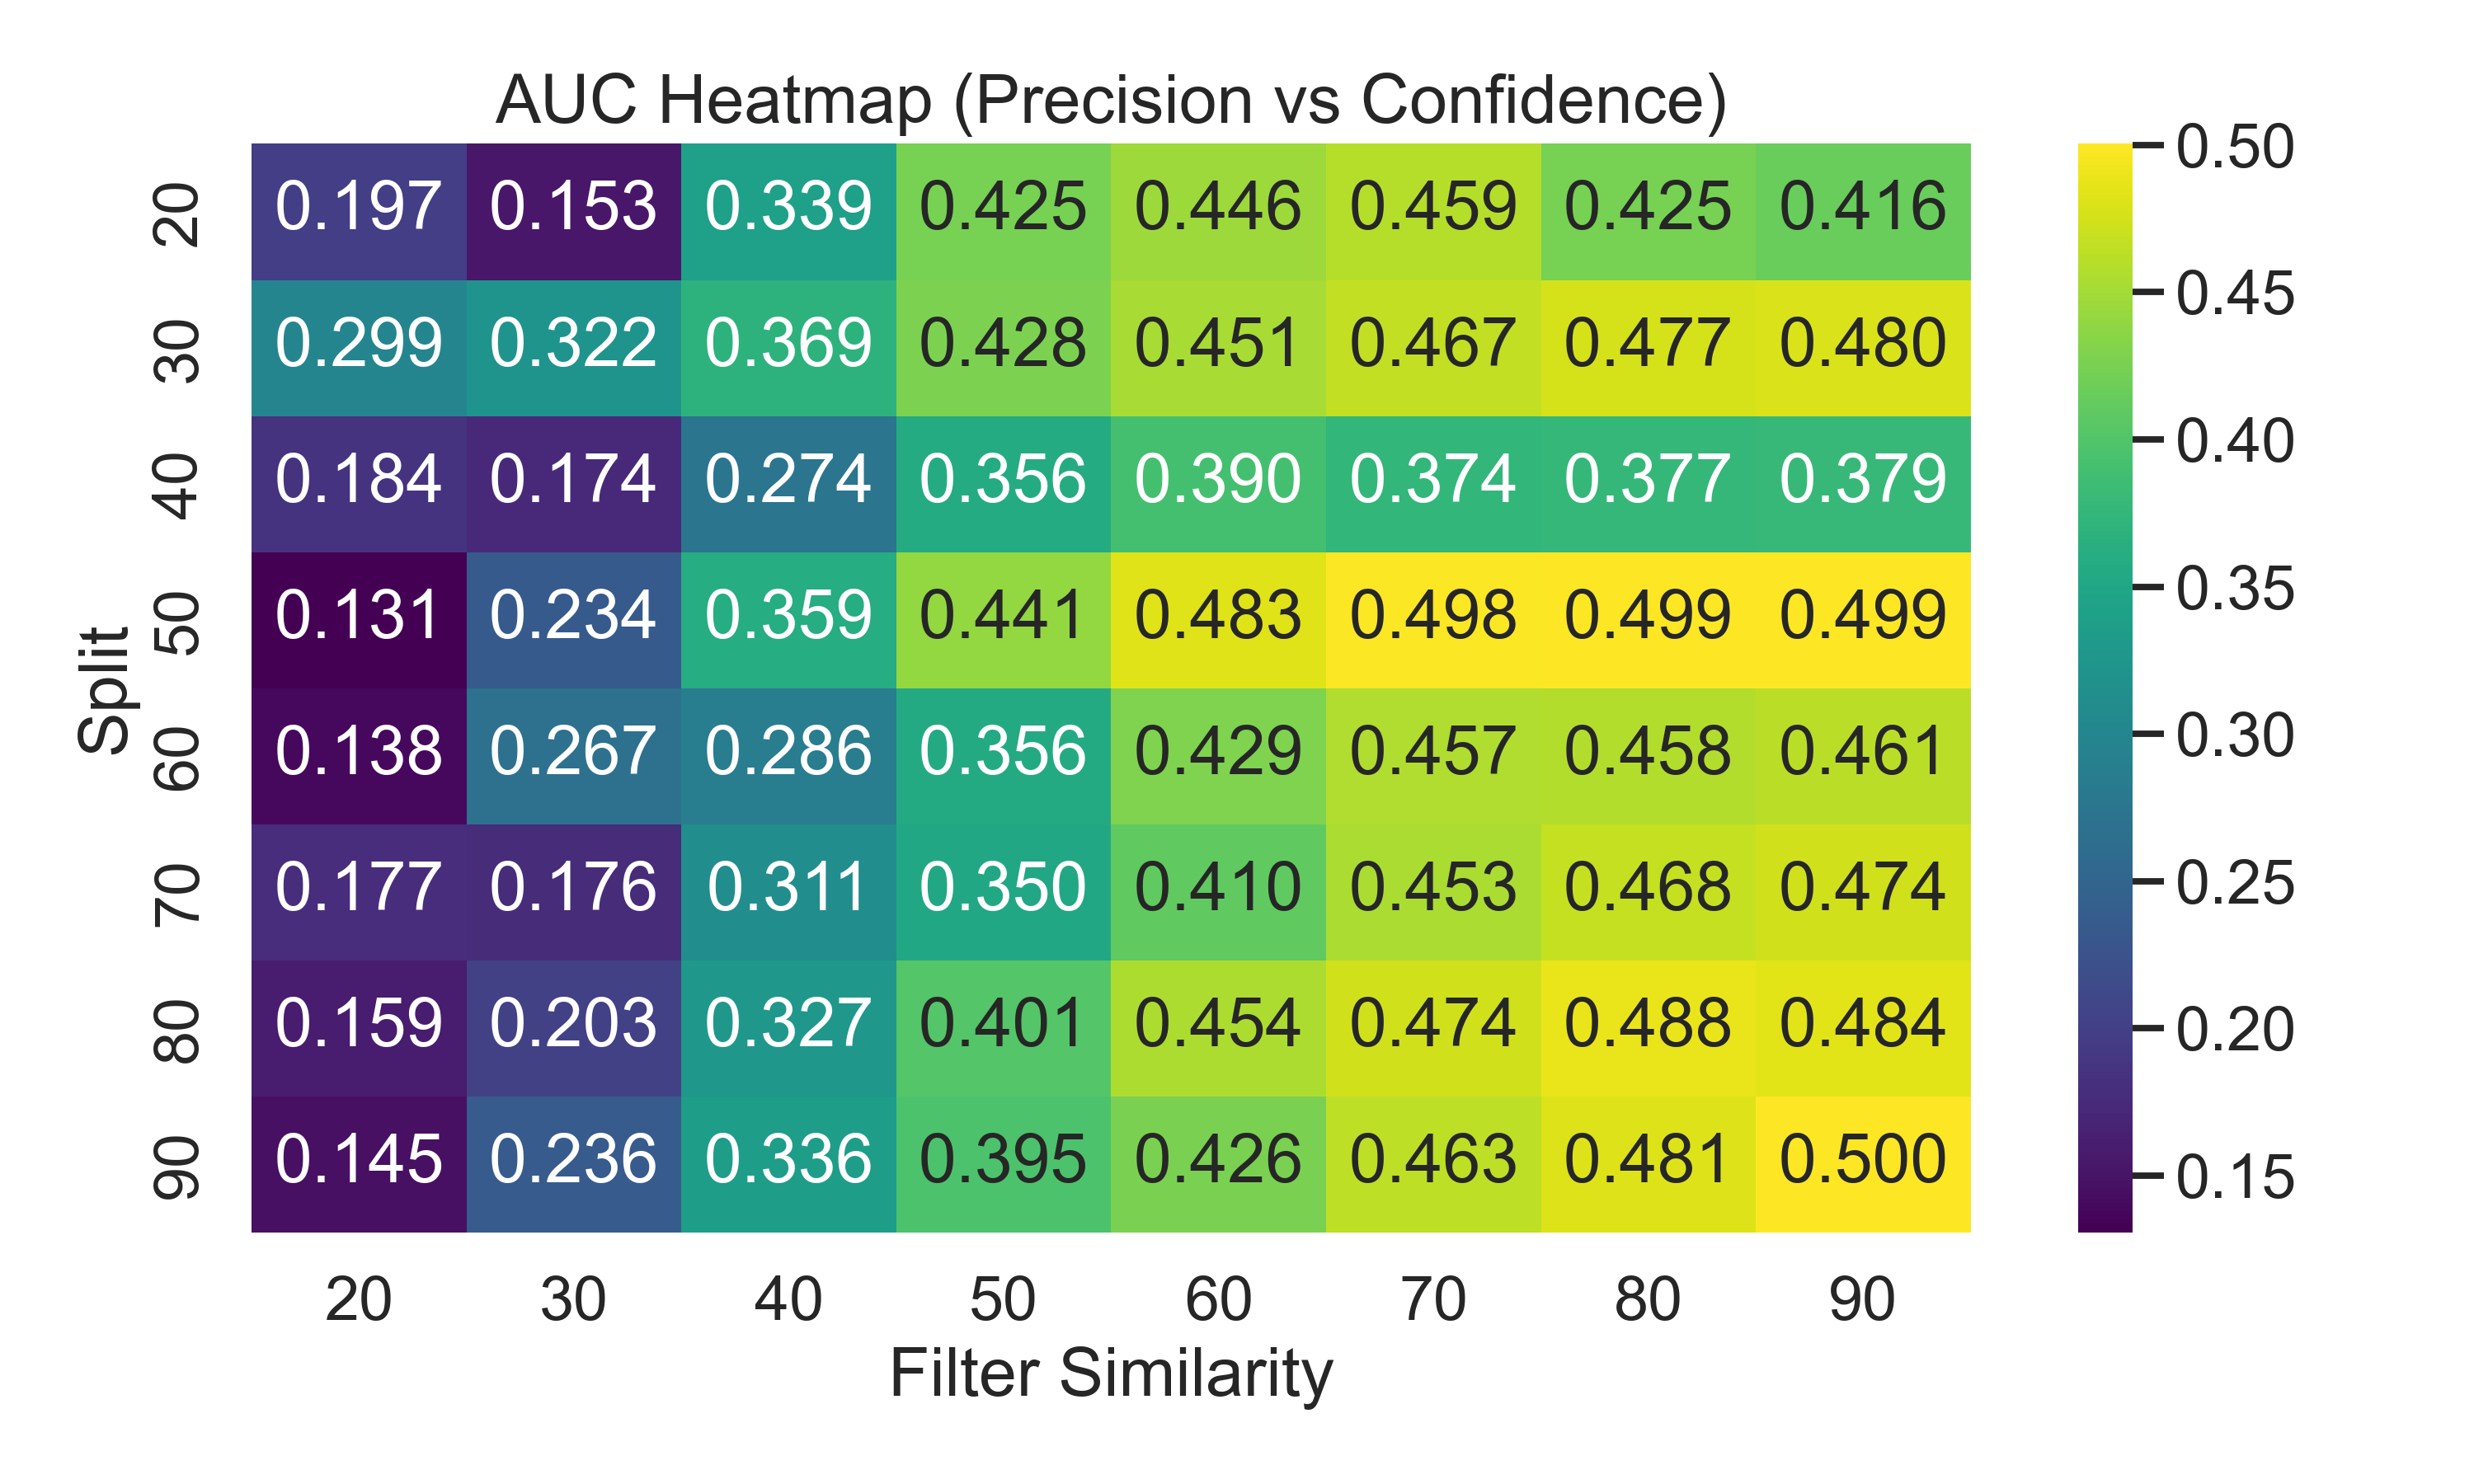 AUC Heatmap (Precision vs Confidence)
20 0.197 0.153 0.339 0.425 0.446 0.459 0.425 0.416
30 0.299 0.322 0.369 0.428 0.451 0.467 0.477 0.480
40 0.184 0.174 0.274 0.356 0.390 0.374 0.377 0.379
50 0.131 0.234 0.359 0.441 0.483 0.498 0.499 0.499
60 0.138 0.267 0.286 0.356 0.429 0.457 0.458 0.461
70 0.177 0.176 0.311 0.350 0.410 0.453 0.468 0.474
80 0.159 0.203 0.327 0.401 0.454 0.474 0.488 0.484
90 0.145 0.236 0.336 0.395 0.426 0.463 0.481 0.500
Split
20 30 40 50 60 70 80 90
Filter Similarity
0.50
0.45
0.40
0.35
0.30
0.25
0.20
0.15